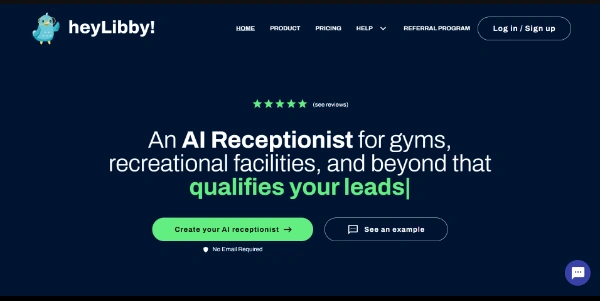 heyLibby!
HOME
PRODUCT
PRICING
HELP
REFERRAL PROGRAM
Log in / Sign up
(see reviews)
An AI Receptionist for gyms,
recreational facilities, and beyond that
qualifies your leads|
Create your AI receptionist →
See an example
No Email Required